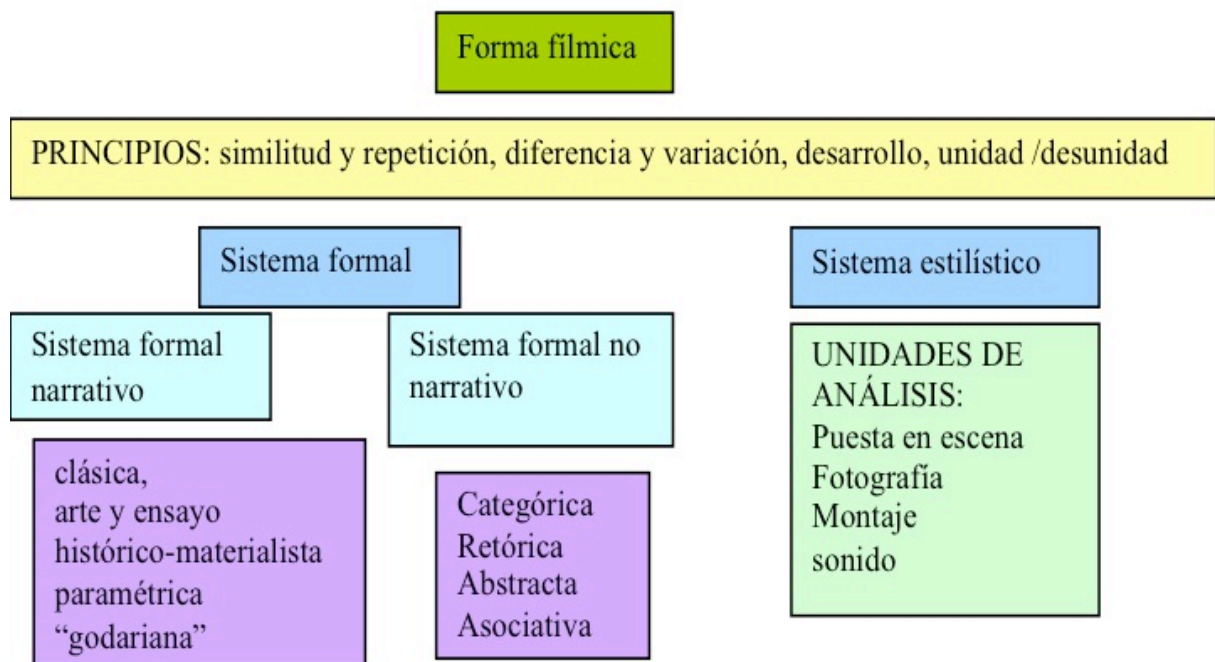 Forma fílmica
PRINCIPIOS: similitud y repetición, diferencia y variación, desarrollo, unidad /desunidad
Sistema formal
Sistema estilístico
Sistema formal
narrativo
Sistema formal no
narrativo
UNIDADES DE
ANÁLISIS:
Puesta en escena
Fotografía
Montaje
sonido
clásica,
arte y ensayo
histórico-materialista
paramétrica
“godariana”
Categórica
Retórica
Abstracta
Asociativa